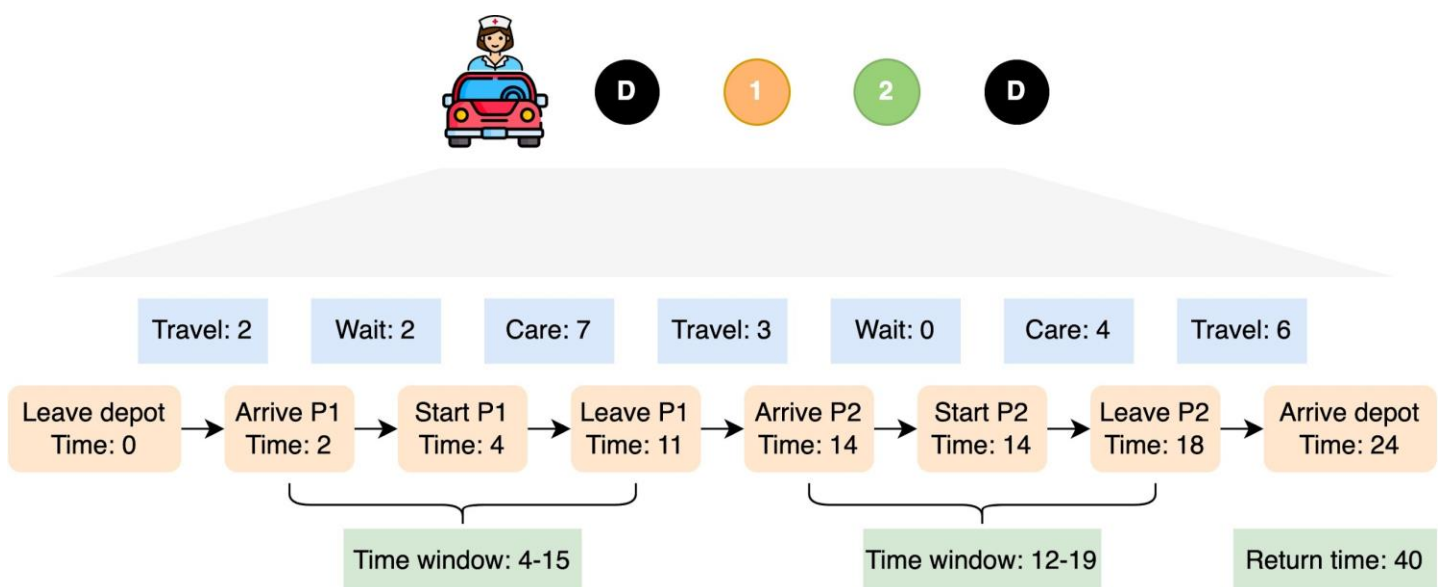 D
1
2
D
Travel: 2
Wait: 2
Care: 7
Travel: 3
Wait: 0
Care: 4
Travel: 6
Leave depot
Time: 0
Arrive P1
Time: 2
Start P1
Time: 4
Leave P1
Time: 11
Arrive P2
Time: 14
Start P2
Time: 14
Leave P2
Time: 18
Arrive depot
Time: 24
Time window: 4-15
Time window: 12-19
Return time: 40